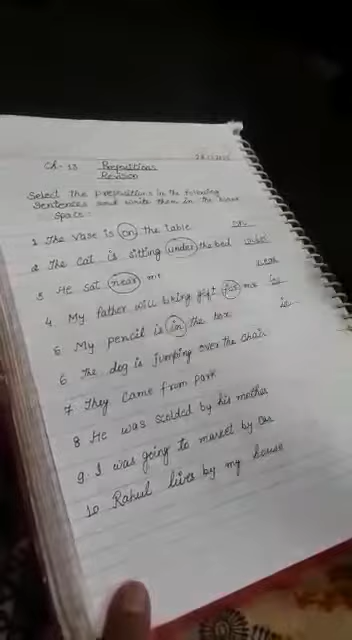 Ch - 13 Prepositions
Revision
Select the prepositions in the following
sentences and write them in the
space:
1 The vase is on the table on
2 The cat is sitting under the bed under
3 He sat near me near
4. My father will bring gift for me for
5 My pencil is in the box in
6 The dog is jumping over the chair
7 They came from park
8 He was scolded by his mother
9. I was going to market by car
10 Rahul lives by my house